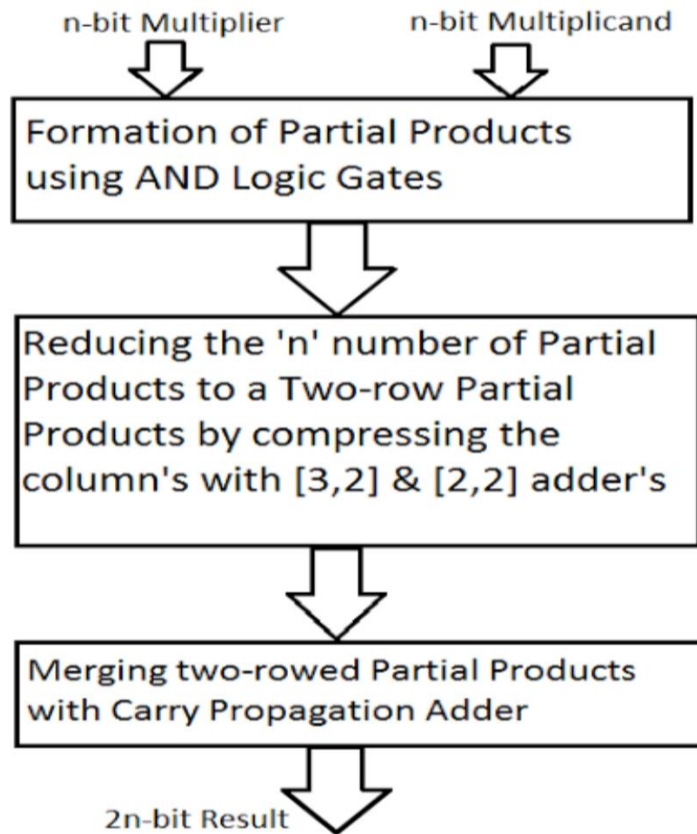 n-bit Multiplier n-bit Multiplicand
Formation of Partial Products
using AND Logic Gates
Reducing the 'n' number of Partial
Products to a Two-row Partial
Products by compressing the
column's with [3,2] & [2,2] adder's
Merging two-rowed Partial Products
with Carry Propagation Adder
2n-bit Result